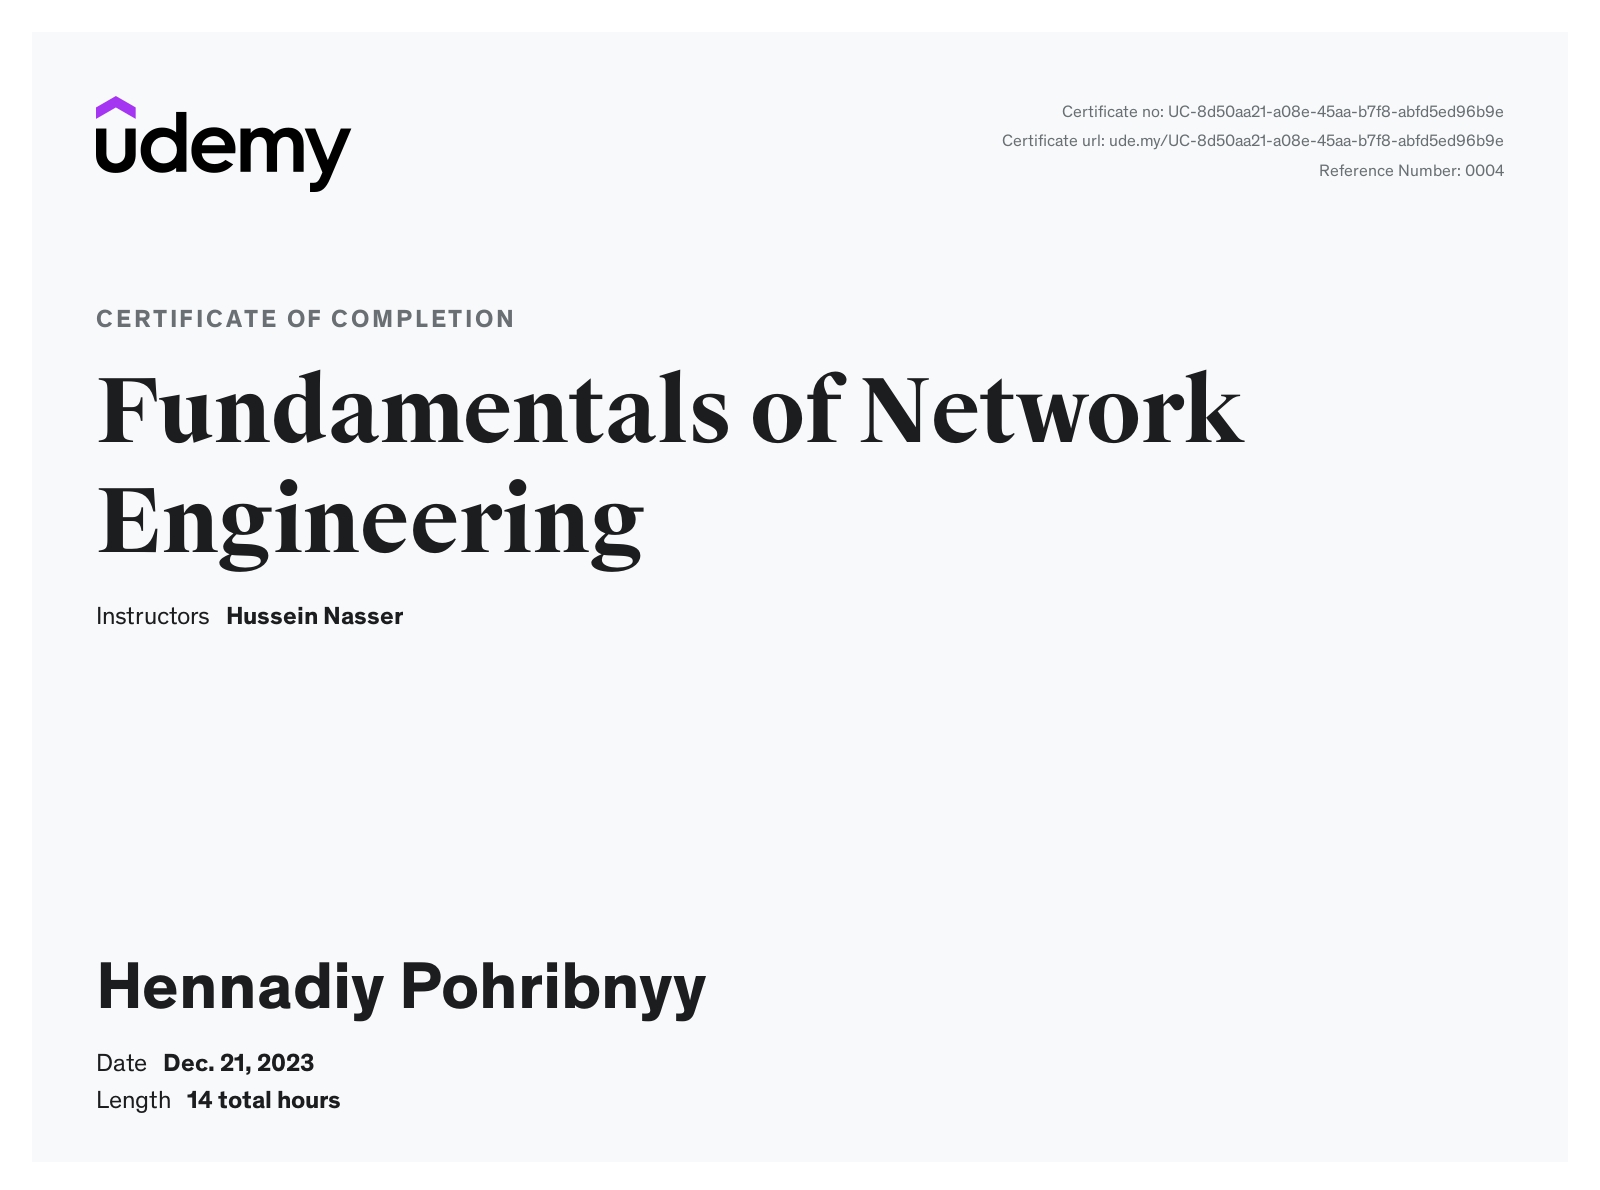 udemy
Certificate no: UC-8d50aa21-a08e-45aa-b7f8-abfd5ed96b9e
Certificate url: ude.my/UC-8d50aa21-a08e-45aa-b7f8-abfd5ed96b9e
Reference Number: 0004
CERTIFICATE OF COMPLETION
Fundamentals of Network
Engineering
Instructors Hussein Nasser
Hennadiy Pohribnyy
Date Dec. 21, 2023
Length 14 total hours